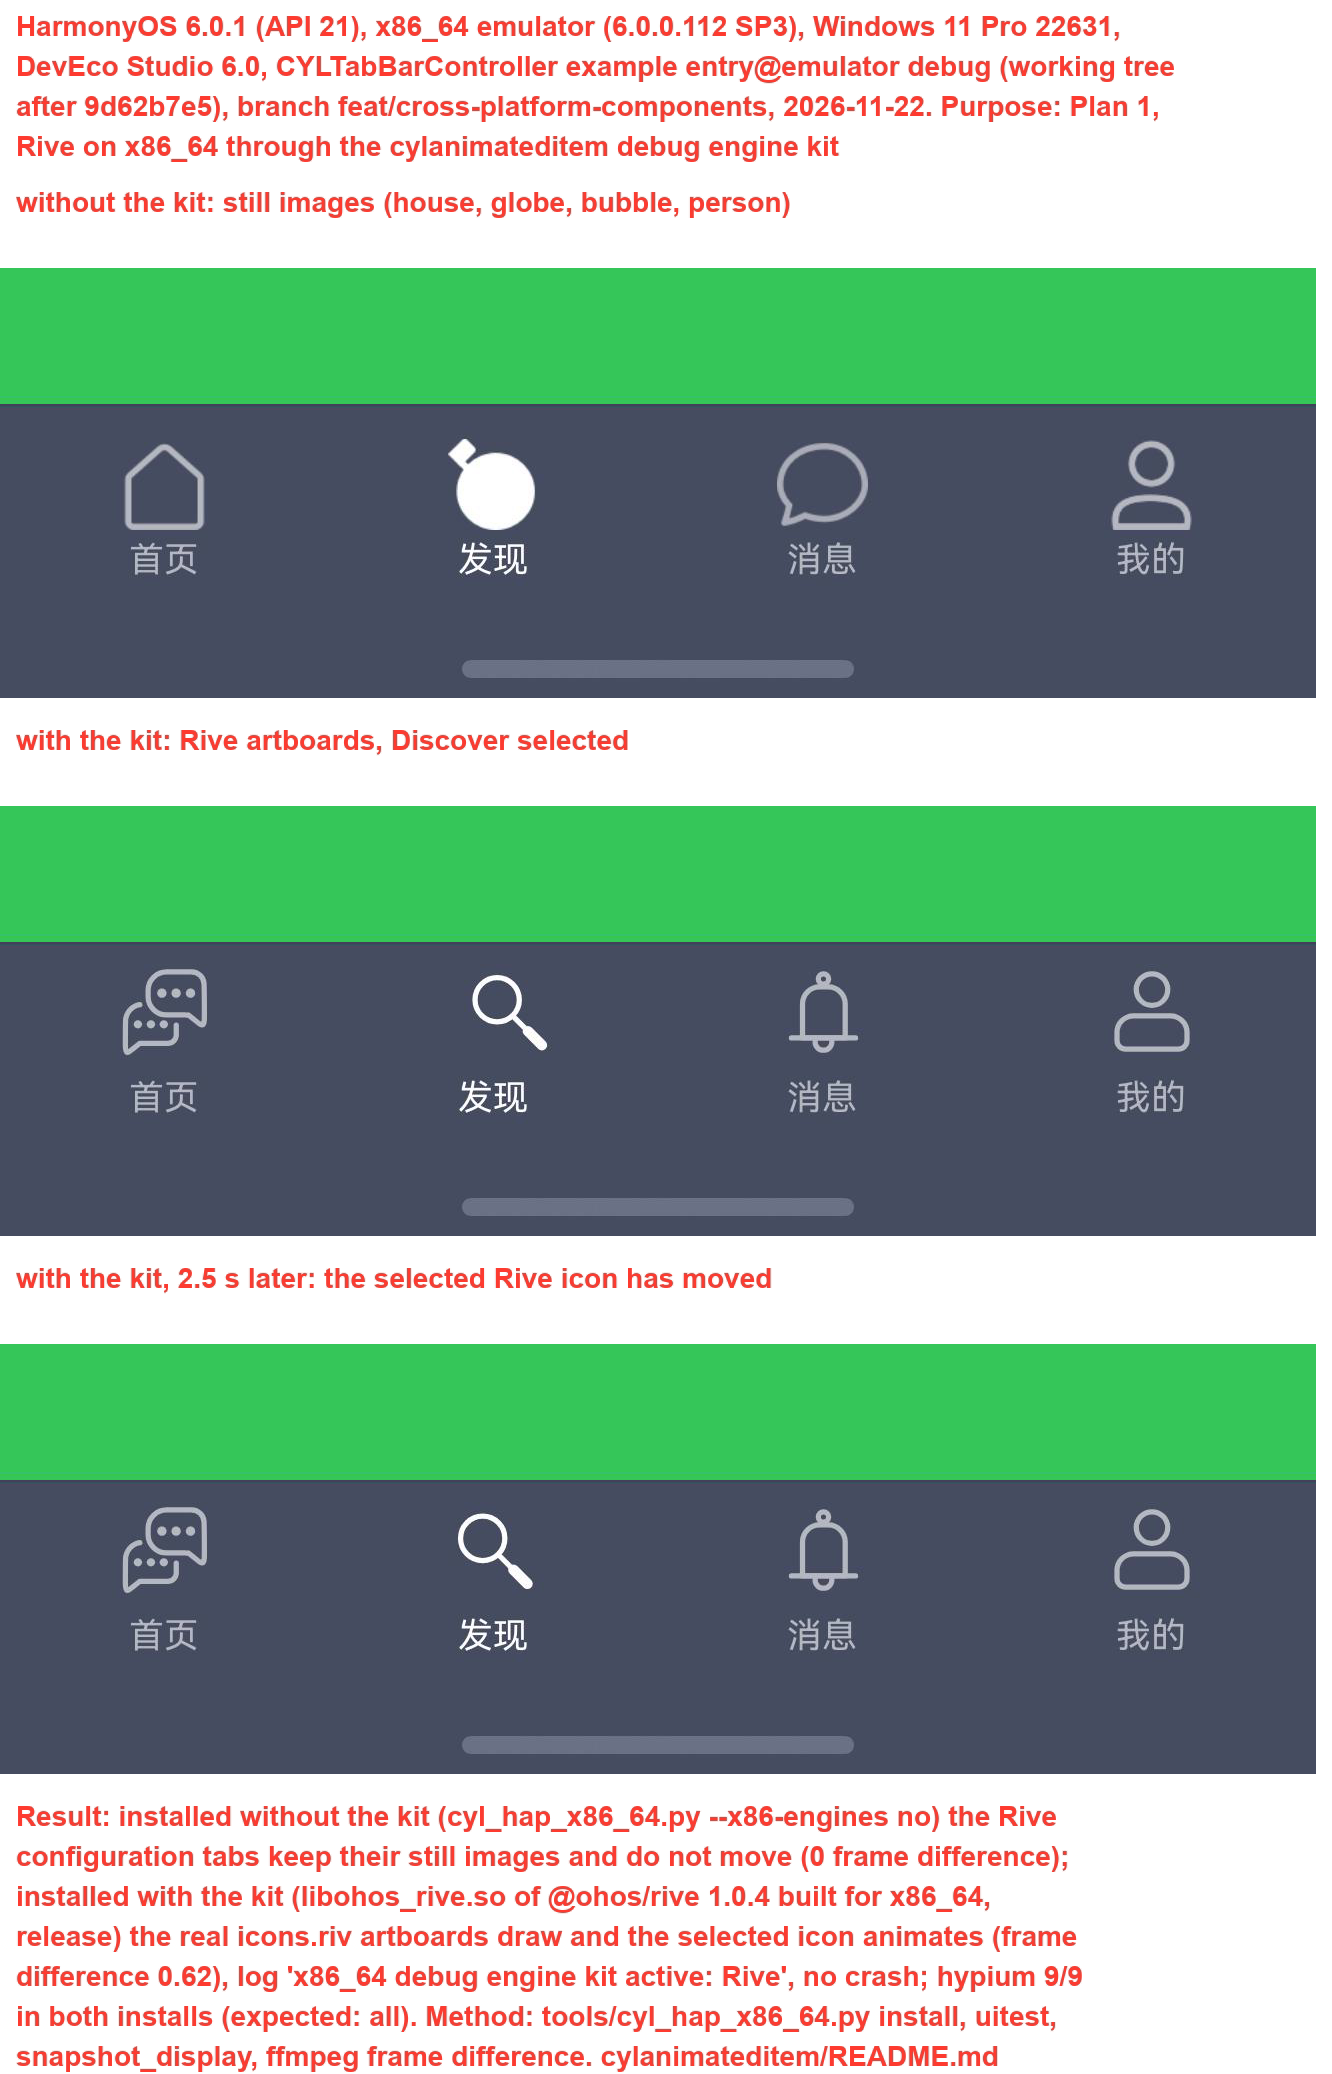 HarmonyOS 6.0.1 (API 21), x86_64 emulator (6.0.0.112 SP3), Windows 11 Pro 22631,
DevEco Studio 6.0, CYLTabBarController example entry@emulator debug (working tree
after 9d62b7e5), branch feat/cross-platform-components, 2026-11-22. Purpose: Plan 1,
Rive on x86_64 through the cylanimateditem debug engine kit
without the kit: still images (house, globe, bubble, person)
首页 发现 消息 我的
with the kit: Rive artboards, Discover selected
首页 发现 消息 我的
with the kit, 2.5 s later: the selected Rive icon has moved
首页 发现 消息 我的
Result: installed without the kit (cyl_hap_x86_64.py --x86-engines no) the Rive
configuration tabs keep their still images and do not move (0 frame difference);
installed with the kit (libohos_rive.so of @ohos/rive 1.0.4 built for x86_64,
release) the real icons.riv artboards draw and the selected icon animates (frame
difference 0.62), log 'x86_64 debug engine kit active: Rive', no crash; hypium 9/9
in both installs (expected: all). Method: tools/cyl_hap_x86_64.py install, uitest,
snapshot_display, ffmpeg frame difference. cylanimateditem/README.md